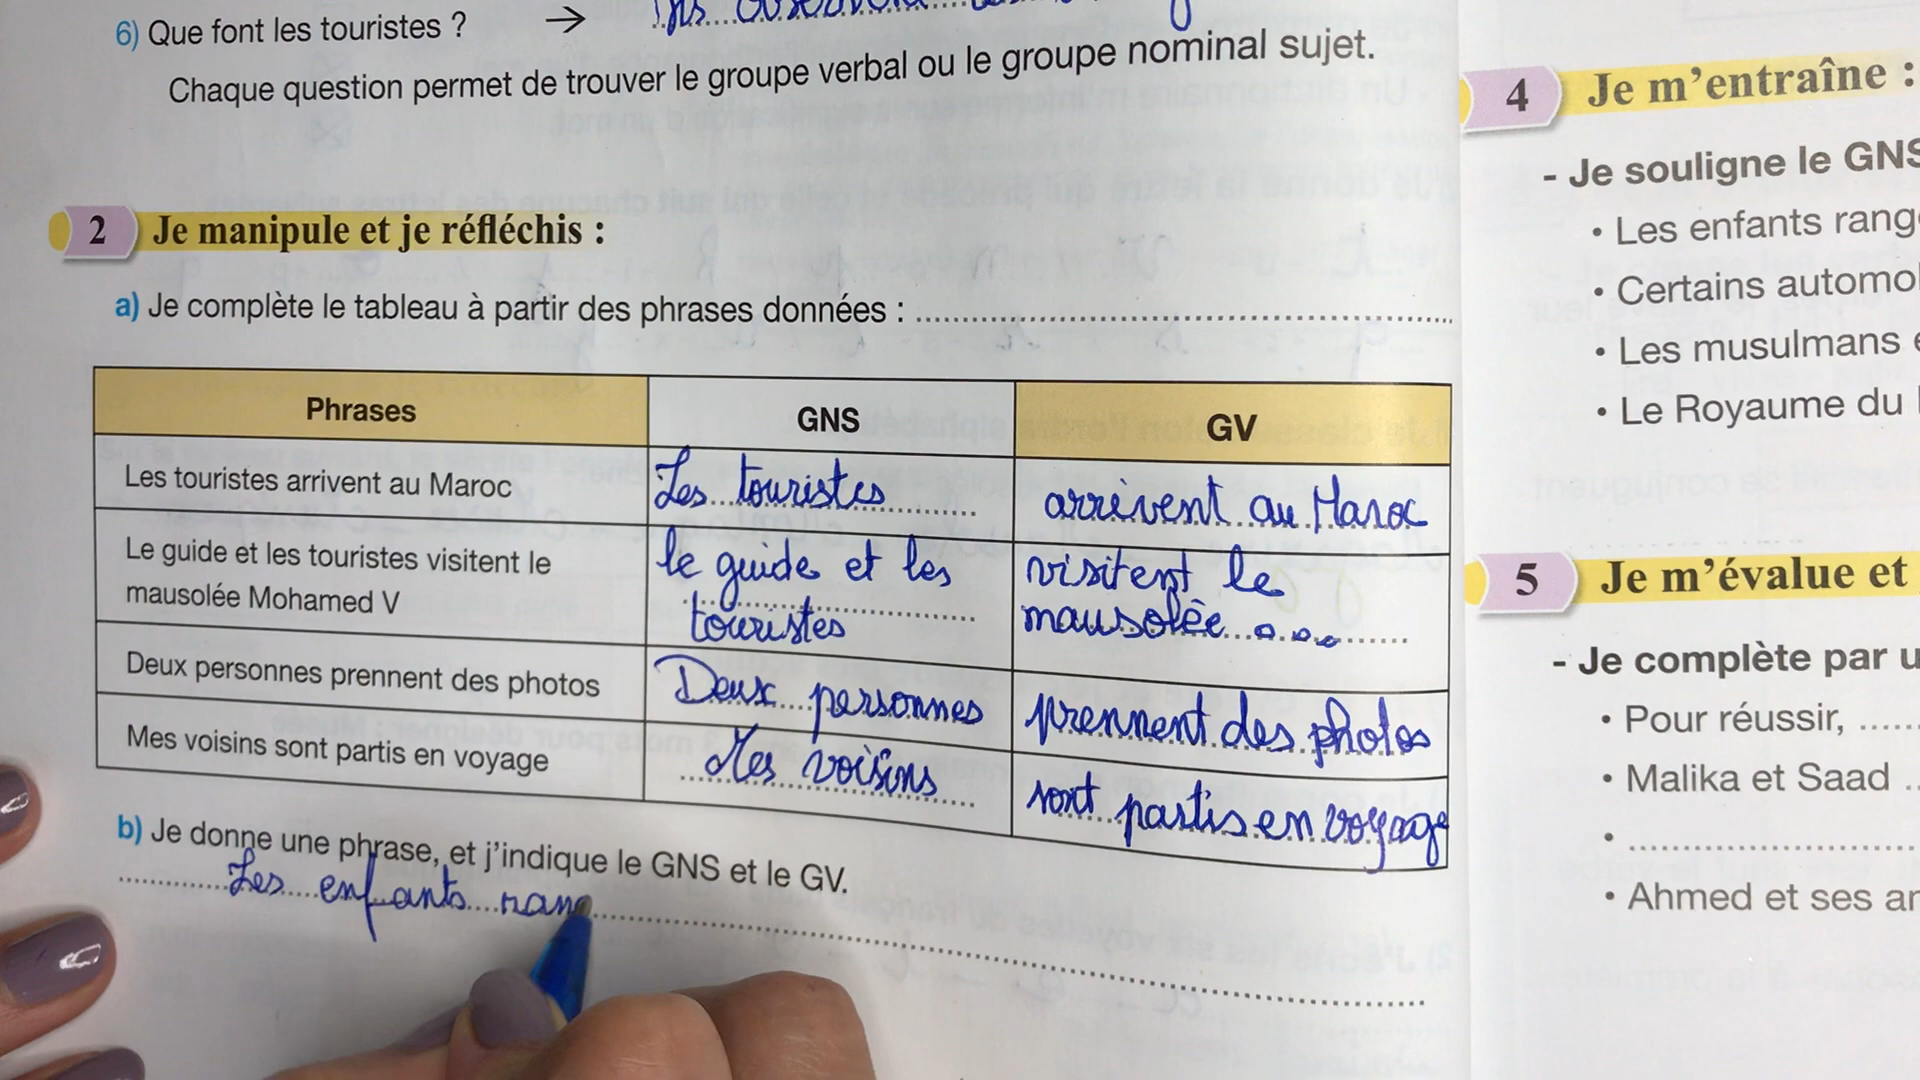 6) Que font les touristes ? →
Chaque question permet de trouver le groupe verbal ou le groupe nominal sujet.
2 Je manipule et je réfléchis :
a) Je complète le tableau à partir des phrases données :
Phrases GNS GV
Les touristes arrivent au Maroc Les touristes arrivent au Maroc
Le guide et les touristes visitent le le guide et les visitent le
mausolée Mohamed V touristes mausolée ...
Deux personnes prennent des photos Deux personnes prennent des photos
Mes voisins sont partis en voyage Mes voisins sont partis en voyage
b) Je donne une phrase, et j'indique le GNS et le GV.
Les enfants rang
4 Je m'entraîne :
- Je souligne le GNS
• Les enfants rang
• Certains automo
• Les musulmans e
• Le Royaume du
5 Je m'évalue et
- Je complète par u
• Pour réussir, .....
• Malika et Saad ..
• ..............................
• Ahmed et ses ar